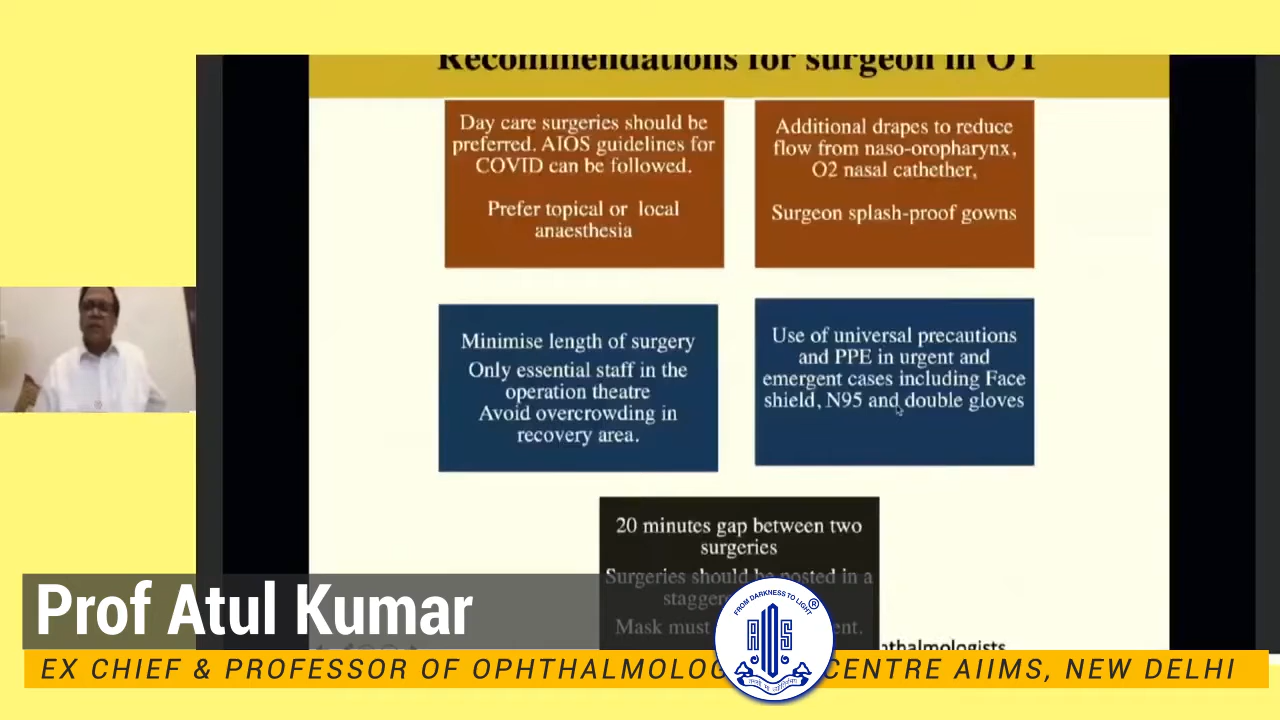 Recommendations for surgeon in OT
Day care surgeries should be
preferred. AIOS guidelines for
COVID can be followed.
Prefer topical or local
anaesthesia
Additional drapes to reduce
flow from naso-oropharynx,
O2 nasal cathether,
Surgeon splash-proof gowns
Minimise length of surgery
Only essential staff in the
operation theatre
Avoid overcrowding in
recovery area.
Use of universal precautions
and PPE in urgent and
emergent cases including Face
shield, N95 and double gloves
20 minutes gap between two
surgeries
Surgeries should be posted in a
Mask must
Prof Atul Kumar
EX CHIEF & PROFESSOR OF CENTRE AIIMS, NEW DELHI
FROM DARKNESS TO LIGHT
®